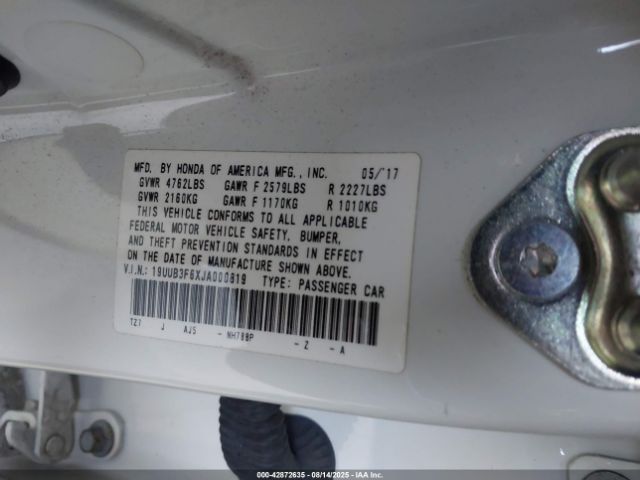 MFD. BY HONDA OF AMERICA MFG., INC. 05/'17
GVWR 4762LBS GAWR F 2579LBS R 2227LBS
GVWR 2160KG GAWR F 1170KG R 1010KG
THIS VEHICLE CONFORMS TO ALL APPLICABLE
FEDERAL MOTOR VEHICLE SAFETY, BUMPER,
AND THEFT PREVENTION STANDARDS IN EFFECT
ON THE DATE OF MANUFACTURE SHOWN ABOVE.
V.I.N.: 19UUB3F6XJA000819 TYPE: PASSENGER CAR
TZ7 J AJ5 - NH788P - Z - A
000-42872635 - 08/14/2025 - IAA Inc.